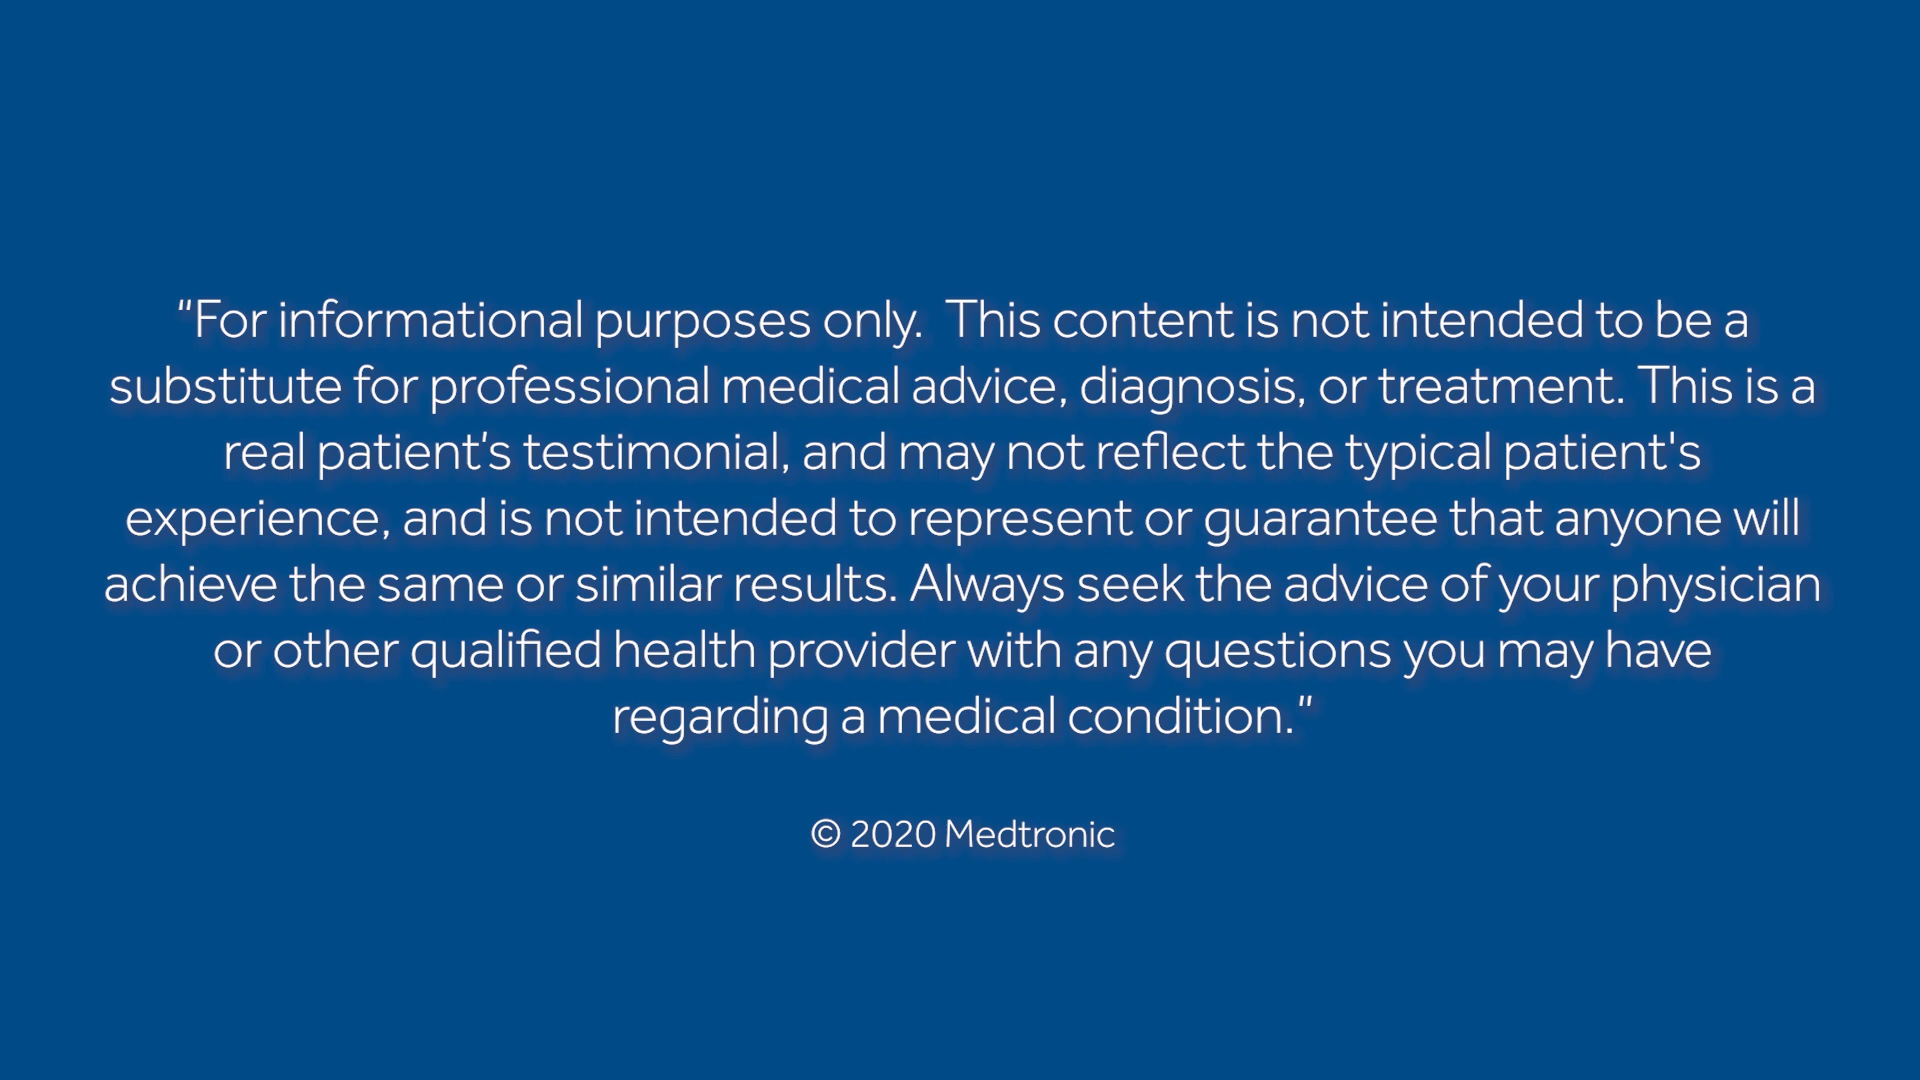 “For informational purposes only.  This content is not intended to be a
substitute for professional medical advice, diagnosis, or treatment. This is a
real patient’s testimonial, and may not reflect the typical patient's
experience, and is not intended to represent or guarantee that anyone will
achieve the same or similar results. Always seek the advice of your physician
or other qualified health provider with any questions you may have
regarding a medical condition.”
© 2020 Medtronic